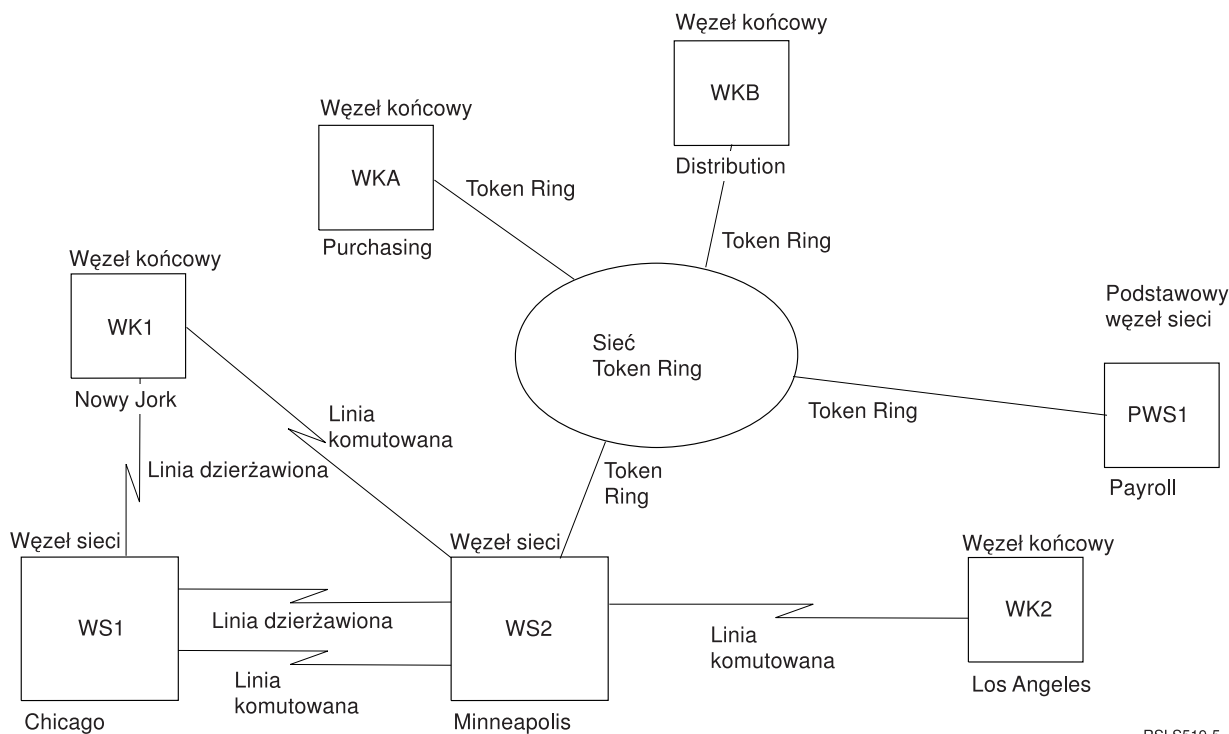 Węzeł końcowy
WKB
Distribution
Token Ring
Węzeł końcowy
WKA
Purchasing
Token Ring
Węzeł końcowy
WK1
Nowy Jork
Sieć
Token Ring
Podstawowy
węzeł sieci
PWS1
Payroll
Token Ring
Linia
komutowana
Linia dzierżawiona
Token
Ring
Węzeł sieci
WS1
Chicago
Linia dzierżawiona
Linia
komutowana
Węzeł sieci
WS2
Minneapolis
Linia
komutowana
Węzeł końcowy
WK2
Los Angeles